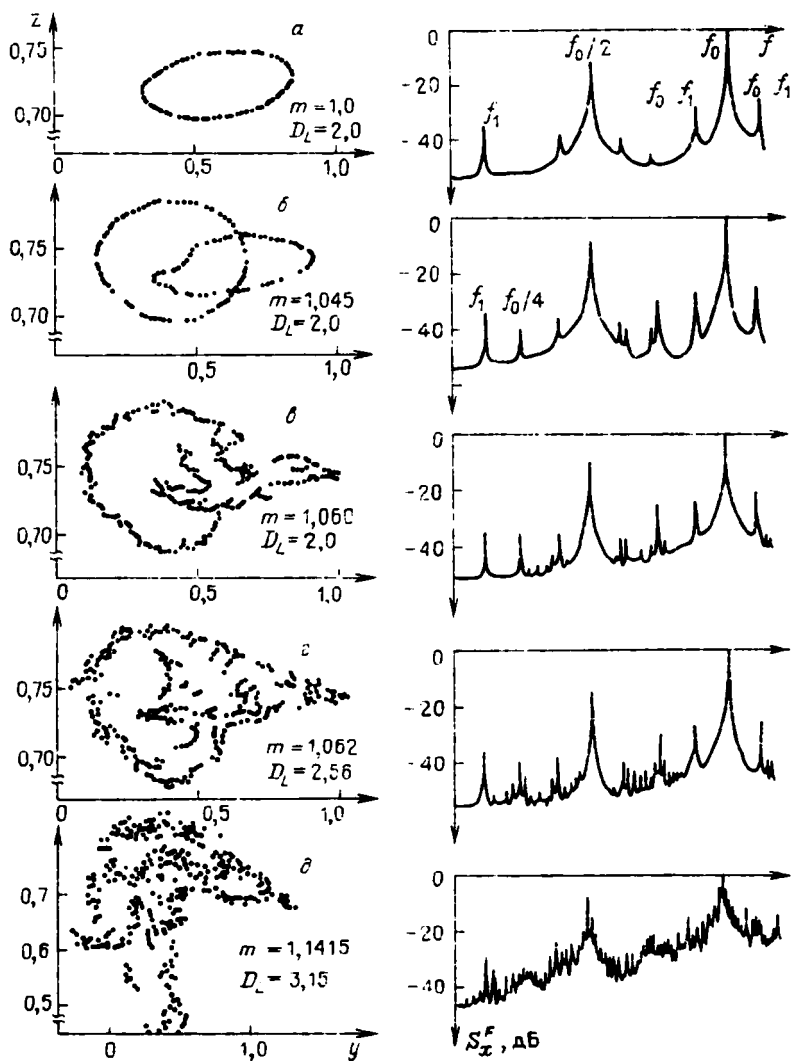 z
а
0,75
0,70
m = 1,0
D_L = 2,0
0
0,5
1,0
0
-20
-40
f_1
f_0/2
f_0 f_1
f_0
f
f_0 f_1
б
0,75
0,70
m = 1,045
D_L = 2,0
0,5
1,0
0
-20
-40
f_1
f_0/4
в
0,75
0,70
m = 1,060
D_L = 2,0
0
0,5
1,0
0
-20
-40
г
0,75
0,70
m = 1,062
D_L = 2,56
0,5
1,0
0
-20
-40
д
0,7
0,6
0,5
m = 1,1415
D_L = 3,15
0
1,0
y
0
-20
-40
S_x^F, дБ